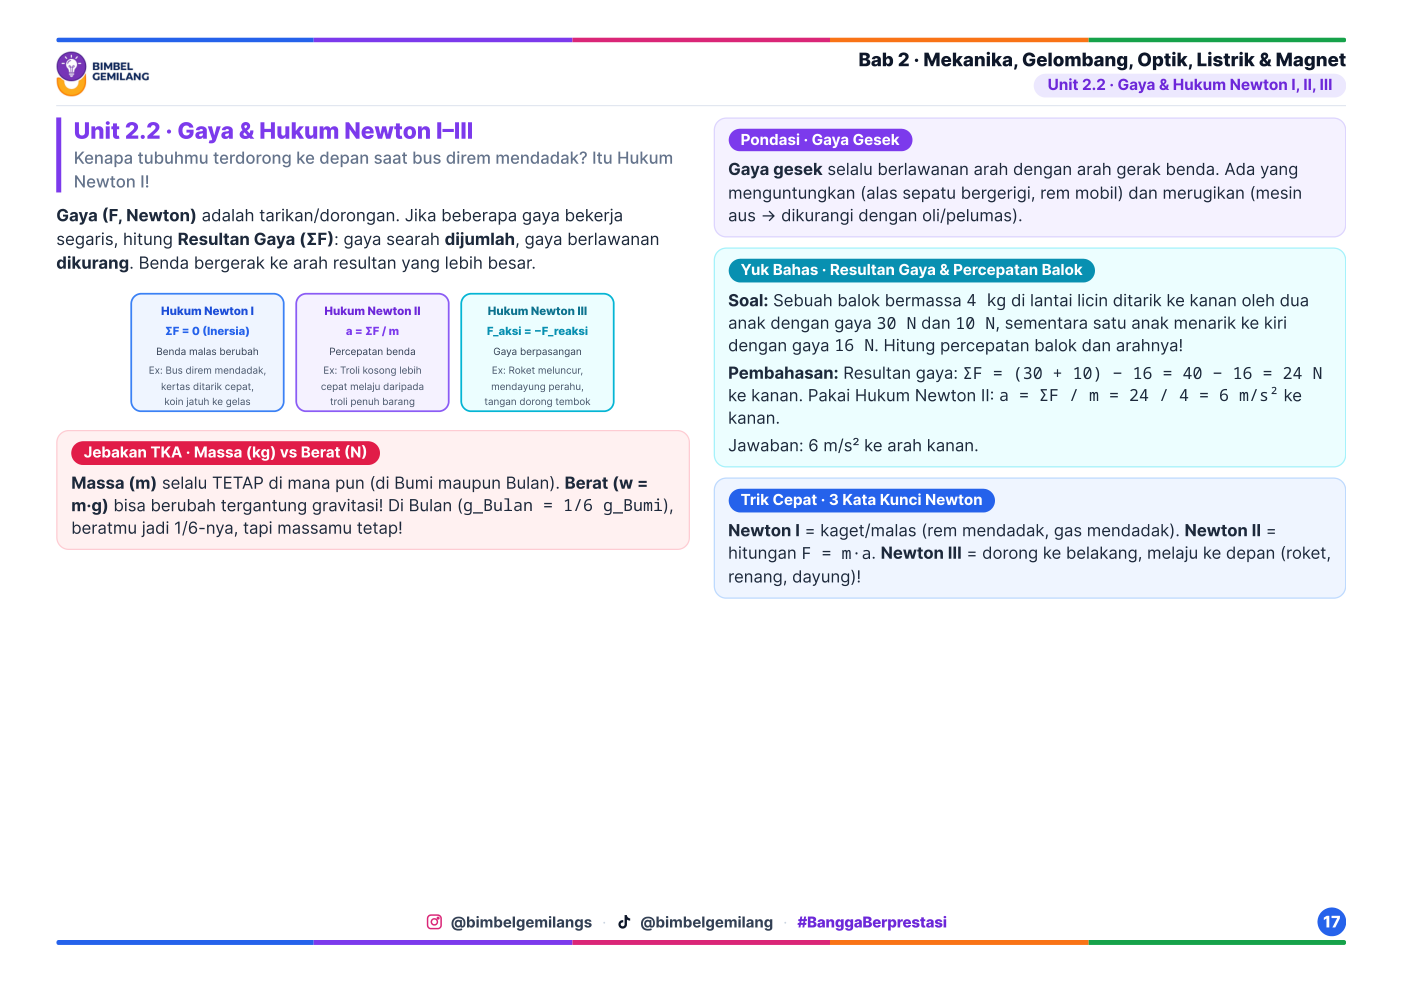 BIMBEL
GEMILANG
Bab 2 · Mekanika, Gelombang, Optik, Listrik & Magnet
Unit 2.2 · Gaya & Hukum Newton I, II, III
Unit 2.2 · Gaya & Hukum Newton I–III
Kenapa tubuhmu terdorong ke depan saat bus direm mendadak? Itu Hukum
Newton I!
Gaya (F, Newton) adalah tarikan/dorongan. Jika beberapa gaya bekerja
segaris, hitung Resultan Gaya (ΣF): gaya searah dijumlah, gaya berlawanan
dikurang. Benda bergerak ke arah resultan yang lebih besar.
Hukum Newton I
ΣF = 0 (Inersia)
Benda malas berubah
Ex: Bus direm mendadak,
kertas ditarik cepat,
koin jatuh ke gelas
Hukum Newton II
a = ΣF / m
Percepatan benda
Ex: Troli kosong lebih
cepat melaju daripada
troli penuh barang
Hukum Newton III
F_aksi = −F_reaksi
Gaya berpasangan
Ex: Roket meluncur,
mendayung perahu,
tangan dorong tembok
Jebakan TKA · Massa (kg) vs Berat (N)
Massa (m) selalu TETAP di mana pun (di Bumi maupun Bulan). Berat (w =
m·g) bisa berubah tergantung gravitasi! Di Bulan (g_Bulan = 1/6 g_Bumi),
beratmu jadi 1/6-nya, tapi massamu tetap!
Pondasi · Gaya Gesek
Gaya gesek selalu berlawanan arah dengan arah gerak benda. Ada yang
menguntungkan (alas sepatu bergerigi, rem mobil) dan merugikan (mesin
aus → dikurangi dengan oli/pelumas).
Yuk Bahas · Resultan Gaya & Percepatan Balok
Soal: Sebuah balok bermassa 4 kg di lantai licin ditarik ke kanan oleh dua
anak dengan gaya 30 N dan 10 N, sementara satu anak menarik ke kiri
dengan gaya 16 N. Hitung percepatan balok dan arahnya!
Pembahasan: Resultan gaya: ΣF = (30 + 10) − 16 = 40 − 16 = 24 N
ke kanan. Pakai Hukum Newton II: a = ΣF / m = 24 / 4 = 6 m/s² ke
kanan.
Jawaban: 6 m/s² ke arah kanan.
Trik Cepat · 3 Kata Kunci Newton
Newton I = kaget/malas (rem mendadak, gas mendadak). Newton II =
hitungan F = m·a. Newton III = dorong ke belakang, melaju ke depan (roket,
renang, dayung)!
@bimbelgemilangs · @bimbelgemilang · #BanggaBerprestasi
17